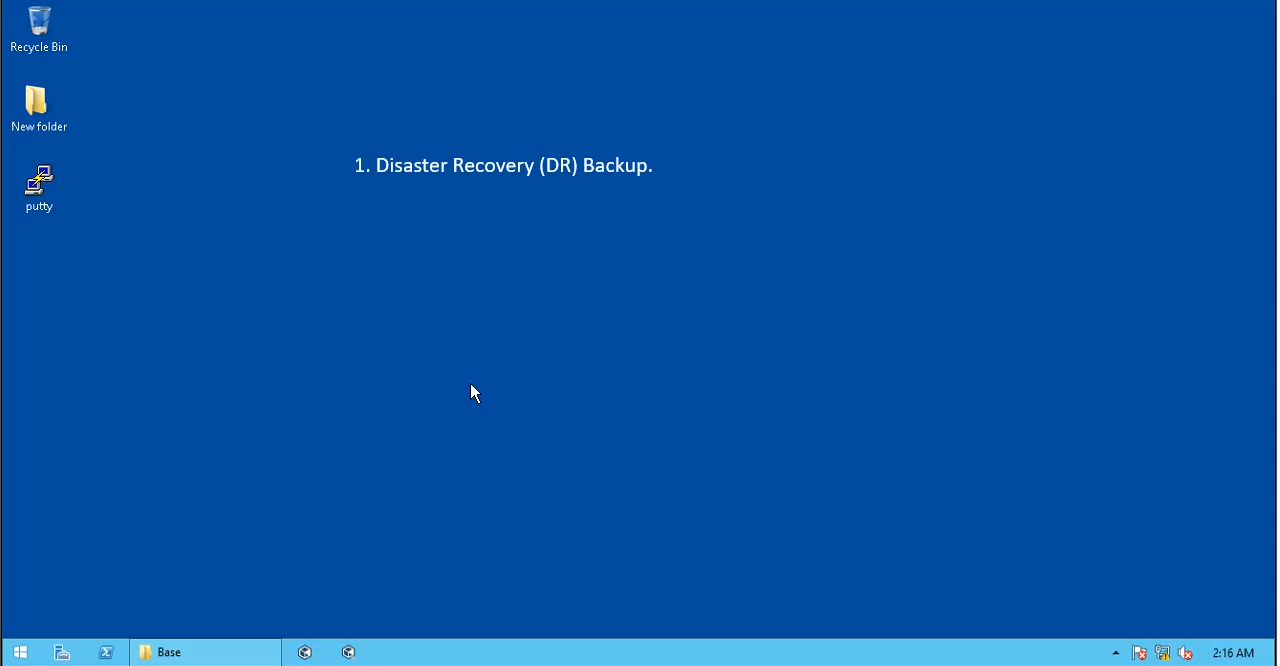 Recycle Bin
New folder
1. Disaster Recovery (DR) Backup.
putty
Base
2:16 AM